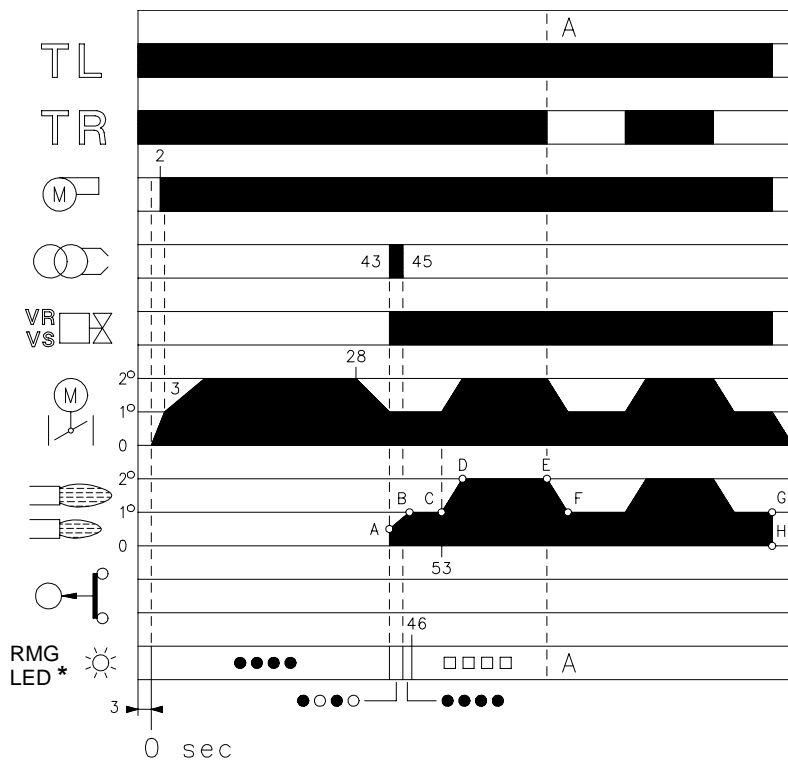 A
TL
TR
2
M
43 45
VR
VS
28
2° 3
M
1°
0
2° D E
B C F G
1°
A
0 H
53
46
RMG
LED * A
3
0 sec